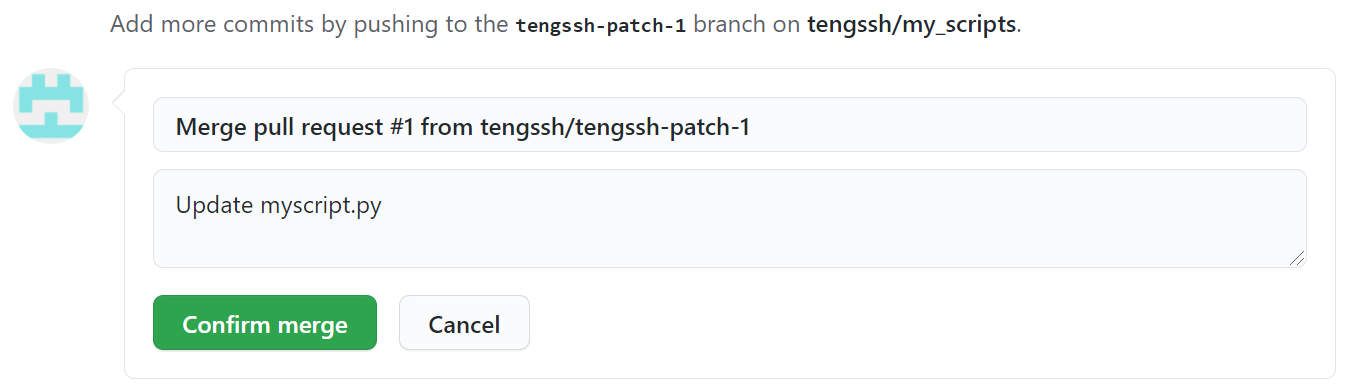 Add more commits by pushing to the tengssh-patch-1 branch on tengssh/my_scripts.
Merge pull request #1 from tengssh/tengssh-patch-1
Update myscript.py
Confirm merge Cancel